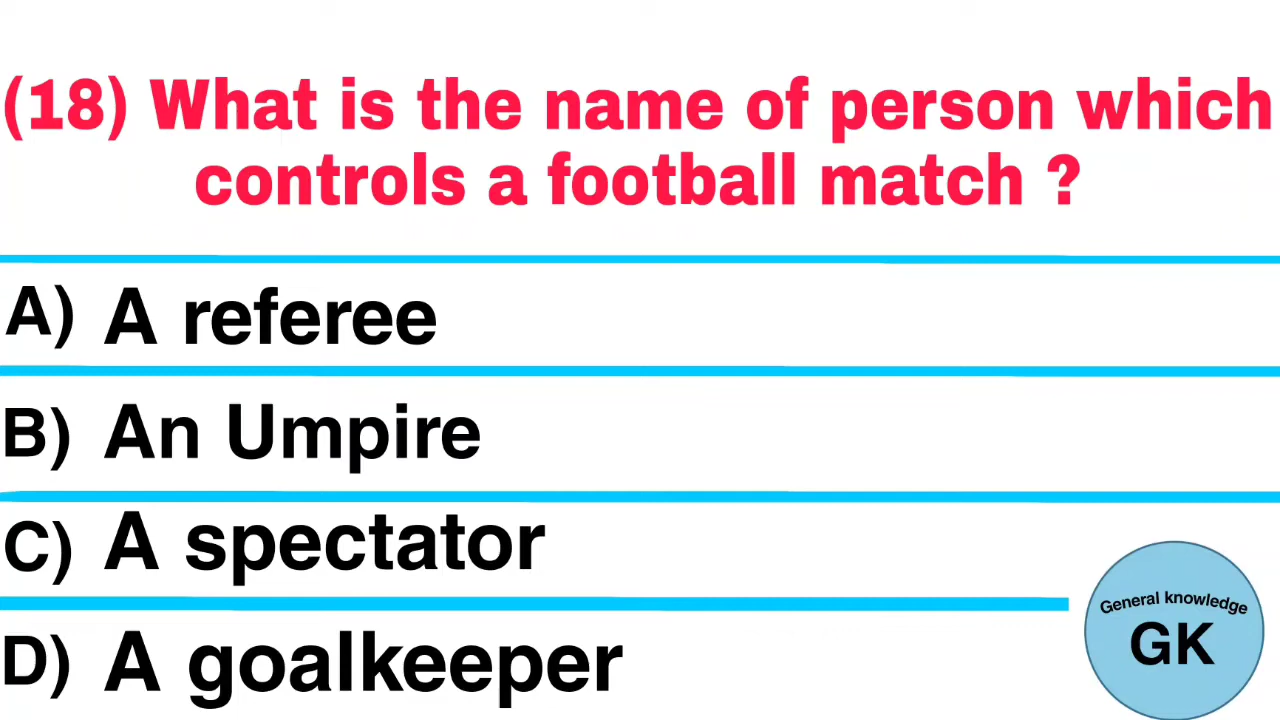 (18) What is the name of person which
controls a football match ?
A) A referee
B) An Umpire
C) A spectator
D) A goalkeeper
General knowledge
GK